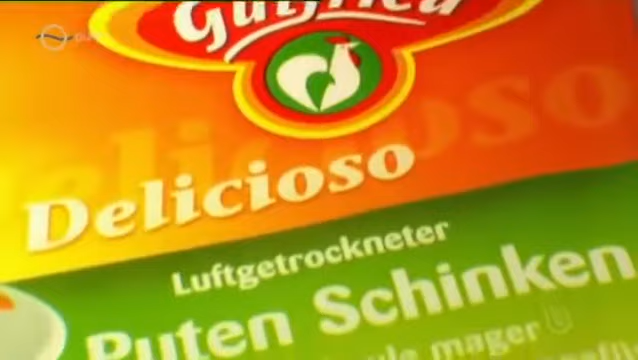 Gutfried
Delicioso
Luftgetrockneter
Puten Schinken
mager